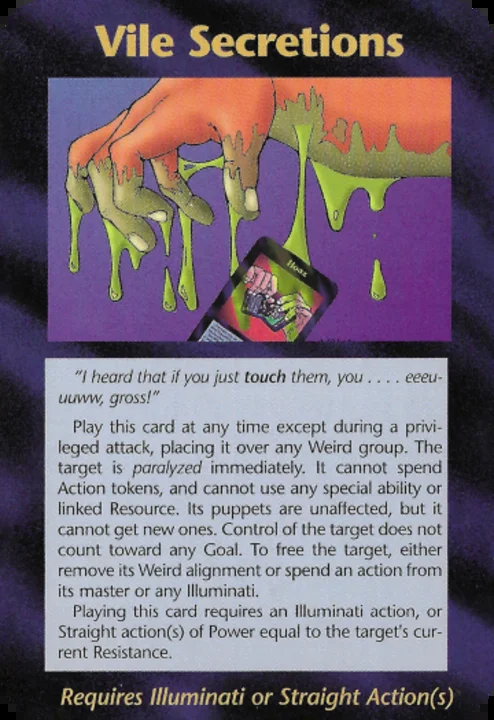 Vile Secretions
Hoax
"I heard that if you just touch them, you . . . . eeeu-
uuww, gross!"
Play this card at any time except during a privi-
leged attack, placing it over any Weird group. The
target is paralyzed immediately. It cannot spend
Action tokens, and cannot use any special ability or
linked Resource. Its puppets are unaffected, but it
cannot get new ones. Control of the target does not
count toward any Goal. To free the target, either
remove its Weird alignment or spend an action from
its master or any Illuminati.
Playing this card requires an Illuminati action, or
Straight action(s) of Power equal to the target's cur-
rent Resistance.
Requires Illuminati or Straight Action(s)